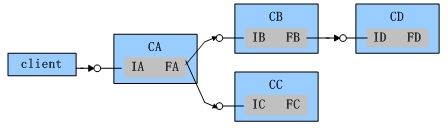 client
CA
IA FA
CB
IB FB
CC
IC FC
CD
ID FD